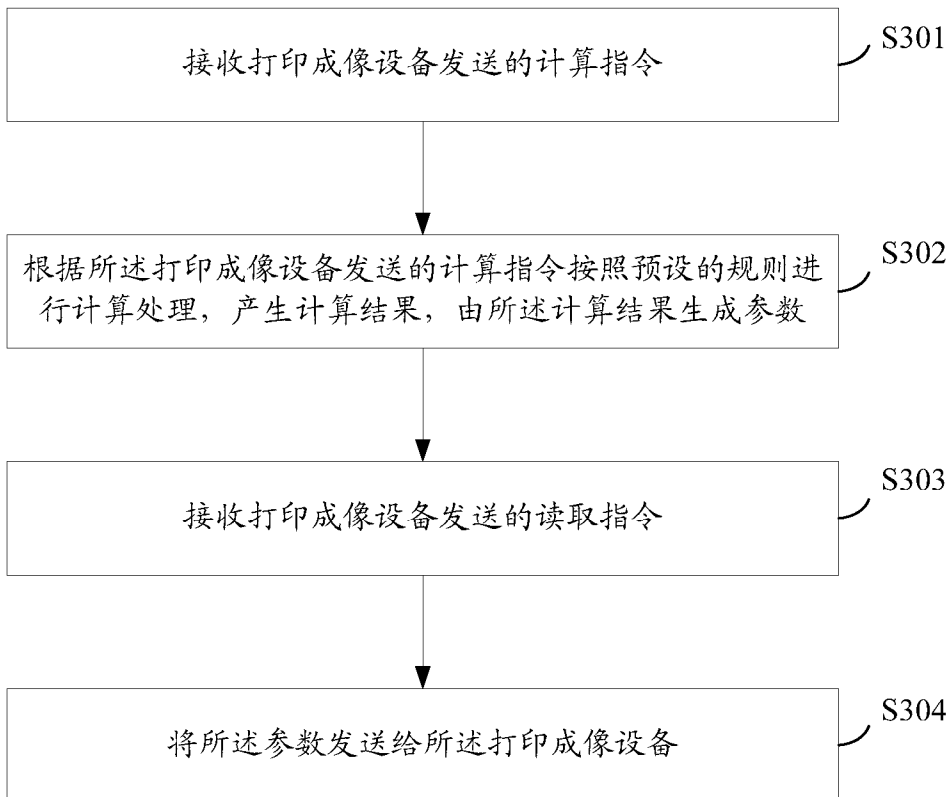 接收打印成像设备发送的计算指令
S301
根据所述打印成像设备发送的计算指令按照预设的规则进
行计算处理，产生计算结果，由所述计算结果生成参数
S302
接收打印成像设备发送的读取指令
S303
将所述参数发送给所述打印成像设备
S304